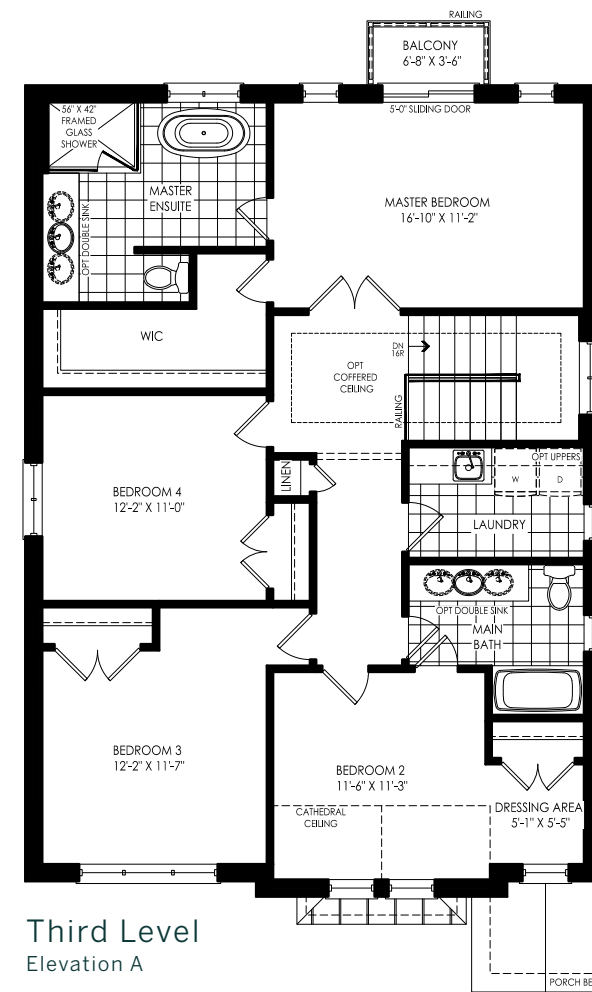 RAILING
BALCONY
6'-8" X 3'-6"
5'-0" SLIDING DOOR
56" X 42"
FRAMED
GLASS
SHOWER
MASTER
ENSUITE
OPT DOUBLE SINK
MASTER BEDROOM
16'-10" X 11'-2"
WIC
DN
16R
OPT
COFFERED
CEILING
RAILING
LINEN
OPT UPPERS
W
D
LAUNDRY
BEDROOM 4
12'-2" X 11'-0"
OPT DOUBLE SINK
MAIN
BATH
BEDROOM 3
12'-2" X 11'-7"
BEDROOM 2
11'-6" X 11'-3"
CATHEDRAL
CEILING
DRESSING AREA
5'-1" X 5'-5"
Third Level
Elevation A
PORCH BE